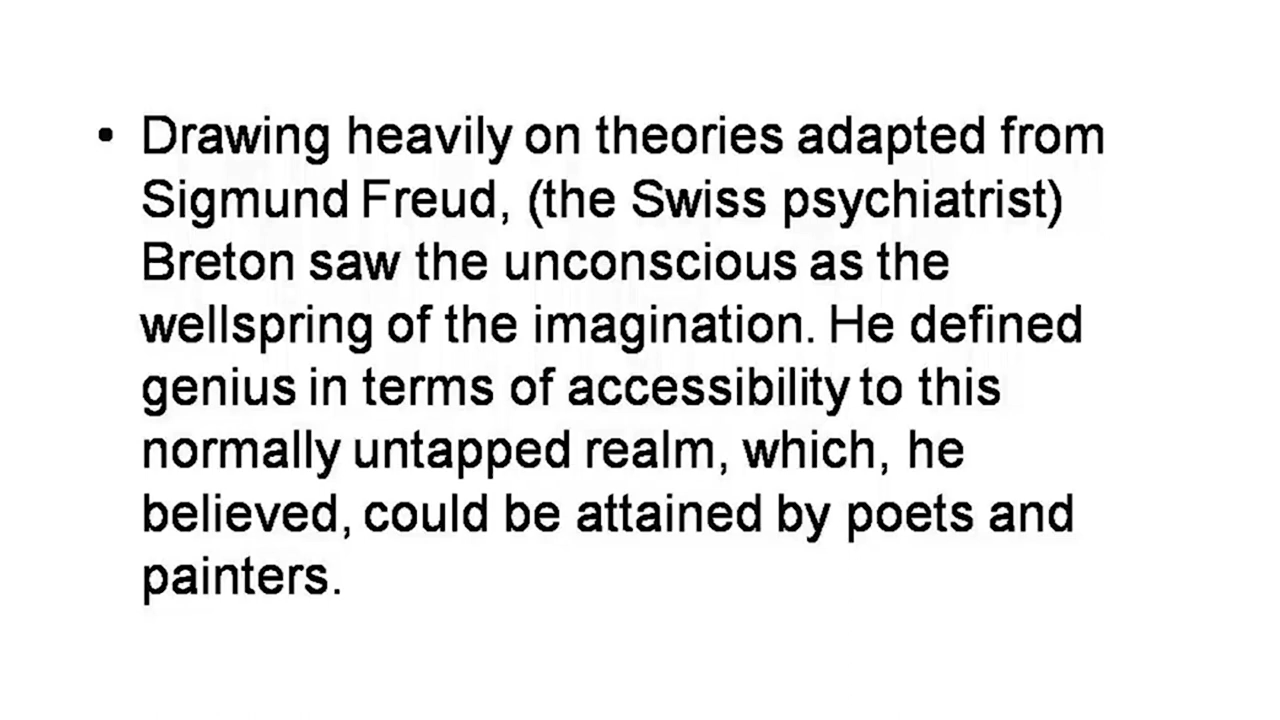 • Drawing heavily on theories adapted from
Sigmund Freud, (the Swiss psychiatrist)
Breton saw the unconscious as the
wellspring of the imagination. He defined
genius in terms of accessibility to this
normally untapped realm, which, he
believed, could be attained by poets and
painters.